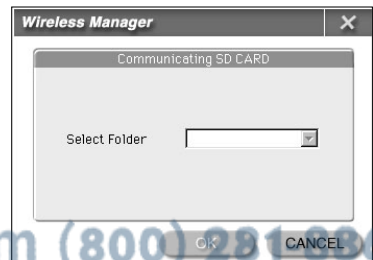 Wireless Manager
Communicating SD CARD
Select Folder
m (800)
OK CANCEL